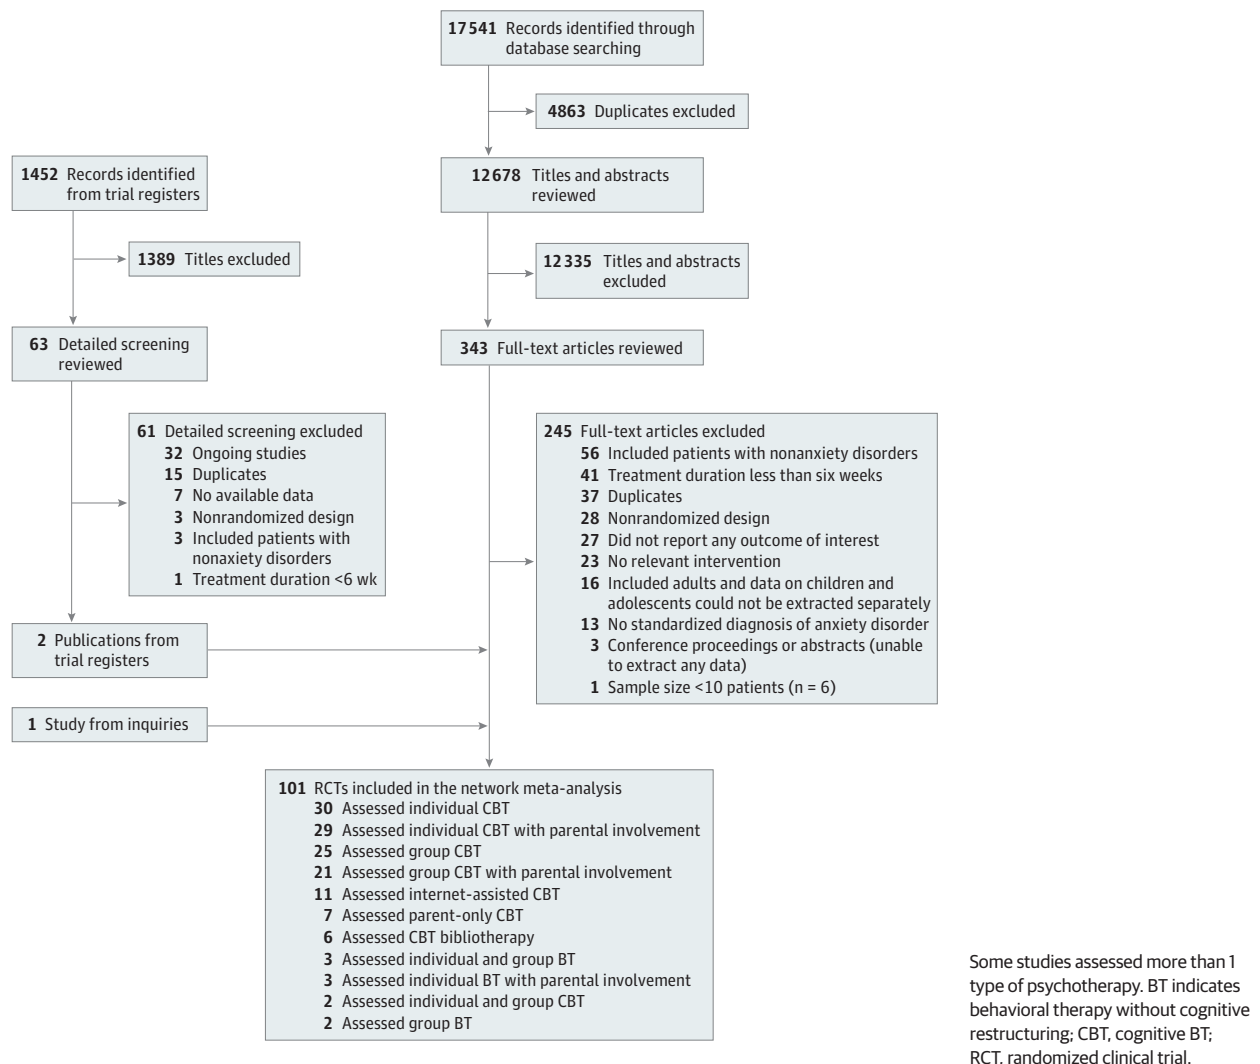 17541 Records identified through
database searching
4863 Duplicates excluded
1452 Records identified
from trial registers
12678 Titles and abstracts
reviewed
1389 Titles excluded
12335 Titles and abstracts
excluded
63 Detailed screening
reviewed
343 Full-text articles reviewed
61 Detailed screening excluded
32 Ongoing studies
15 Duplicates
7 No available data
3 Nonrandomized design
3 Included patients with
nonaxiety disorders
1 Treatment duration <6 wk
245 Full-text articles excluded
56 Included patients with nonanxiety disorders
41 Treatment duration less than six weeks
37 Duplicates
28 Nonrandomized design
27 Did not report any outcome of interest
23 No relevant intervention
16 Included adults and data on children and
adolescents could not be extracted separately
13 No standardized diagnosis of anxiety disorder
3 Conference proceedings or abstracts (unable
to extract any data)
1 Sample size <10 patients (n = 6)
2 Publications from
trial registers
1 Study from inquiries
101 RCTs included in the network meta-analysis
30 Assessed individual CBT
29 Assessed individual CBT with parental involvement
25 Assessed group CBT
21 Assessed group CBT with parental involvement
11 Assessed internet-assisted CBT
7 Assessed parent-only CBT
6 Assessed CBT bibliotherapy
3 Assessed individual and group BT
3 Assessed individual BT with parental involvement
2 Assessed individual and group CBT
2 Assessed group BT
Some studies assessed more than 1
type of psychotherapy. BT indicates
behavioral therapy without cognitive
restructuring; CBT, cognitive BT;
RCT, randomized clinical trial.